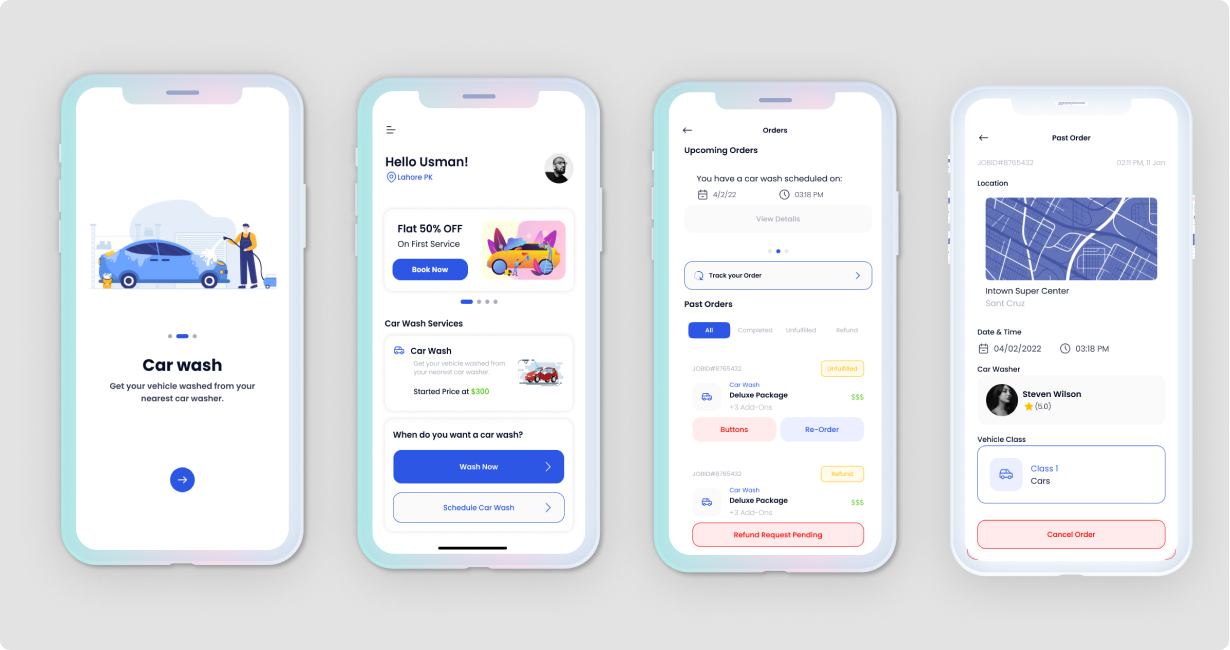 Car wash
Get your vehicle washed from your
nearest car washer.
Hello Usman!
Lahore PK
Flat 50% OFF
On First Service
Book Now
Car Wash Services
Car Wash
Get your vehicle washed from
your nearest car washer.
Started Price at $300
When do you want a car wash?
Wash Now
Schedule Car Wash
Orders
Upcoming Orders
You have a car wash scheduled on:
4/2/22 03:18 PM
View Details
Track your Order
Past Orders
All Completed Unfulfilled Refund
JOBID#8765432 Unfulfilled
Car Wash
Deluxe Package $$$
+3 Add-Ons
Buttons Re-Order
JOBID#8765432 Refund
Car Wash
Deluxe Package $$$
+3 Add-Ons
Refund Request Pending
Past Order
JOBID#8765432 02:11 PM, 11 Jan
Location
Intown Super Center
Sant Cruz
Date & Time
04/02/2022 03:18 PM
Car Washer
Steven Wilson
(5.0)
Vehicle Class
Class 1
Cars
Cancel Order